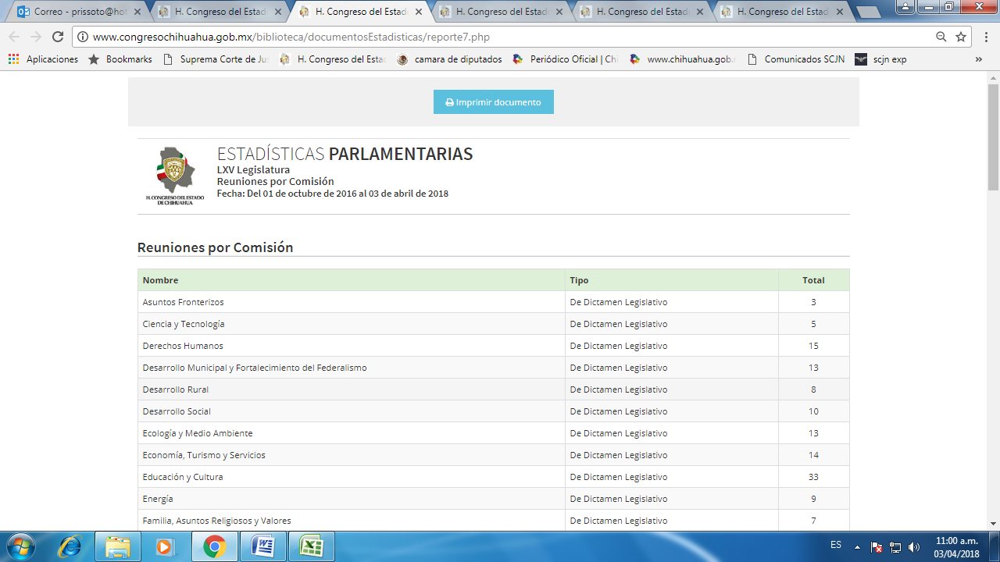 Correo - prissoto@hot
H. Congreso del Estad
H. Congreso del Estad
H. Congreso del Estad
H. Congreso del Estad
H. Congreso del Estad
www.congresochihuahua.gob.mx/biblioteca/documentosEstadisticas/reporte7.php
Aplicaciones
Bookmarks
Suprema Corte de Jus
H. Congreso del Estad
camara de diputados
Periódico Oficial | Chi
www.chihuahua.gob.
Comunicados SCJN
scjn exp
»
Imprimir documento
ESTADÍSTICAS PARLAMENTARIAS
LXV Legislatura
Reuniones por Comisión
Fecha: Del 01 de octubre de 2016 al 03 de abril de 2018
H. CONGRESO DEL ESTADO
DE CHIHUAHUA
Reuniones por Comisión
Nombre Tipo Total
Asuntos Fronterizos De Dictamen Legislativo 3
Ciencia y Tecnología De Dictamen Legislativo 5
Derechos Humanos De Dictamen Legislativo 15
Desarrollo Municipal y Fortalecimiento del Federalismo De Dictamen Legislativo 13
Desarrollo Rural De Dictamen Legislativo 8
Desarrollo Social De Dictamen Legislativo 10
Ecología y Medio Ambiente De Dictamen Legislativo 13
Economía, Turismo y Servicios De Dictamen Legislativo 14
Educación y Cultura De Dictamen Legislativo 33
Energía De Dictamen Legislativo 9
Familia, Asuntos Religiosos y Valores De Dictamen Legislativo 7
ES
11:00 a.m.
03/04/2018